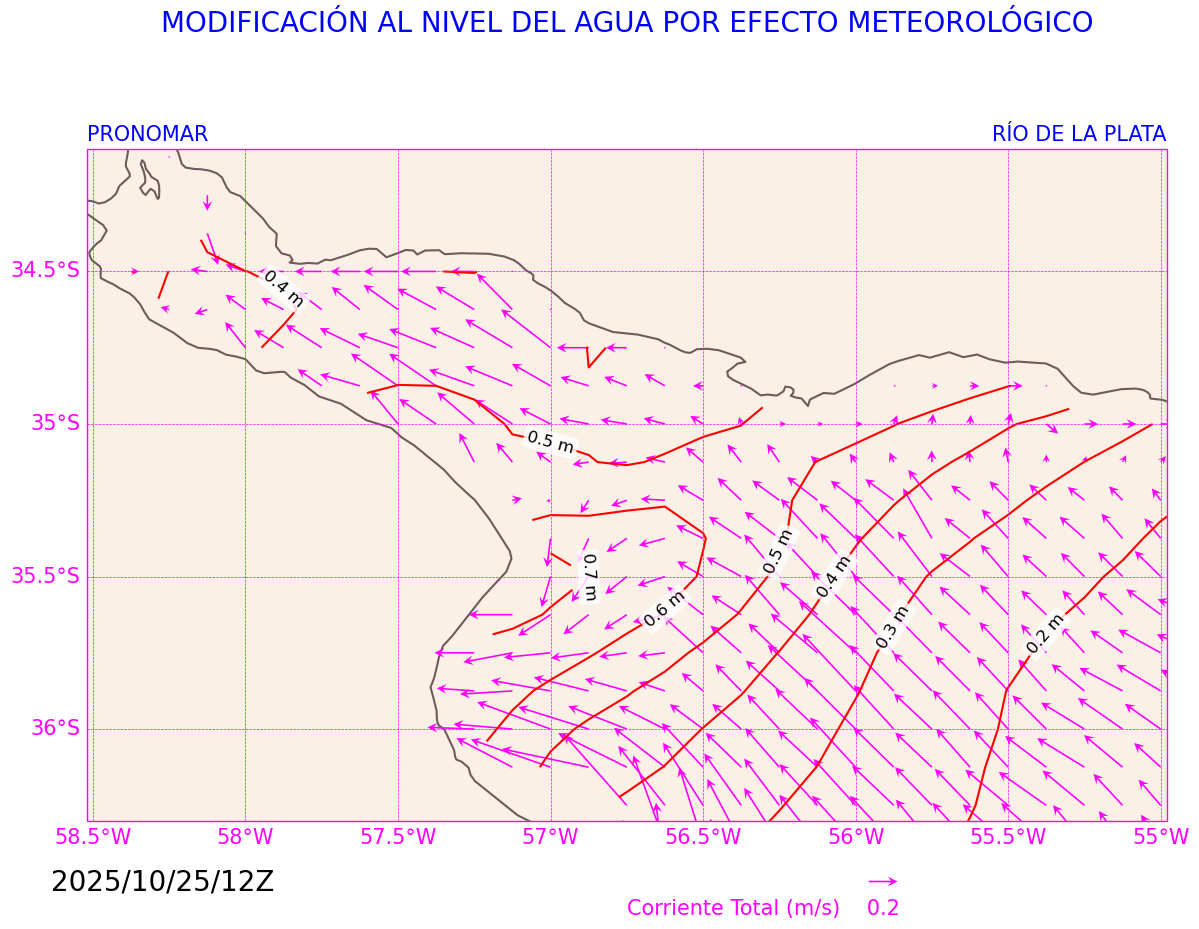 MODIFICACIÓN AL NIVEL DEL AGUA POR EFECTO METEOROLÓGICO
PRONOMAR
RÍO DE LA PLATA
34.5°S
35°S
35.5°S
36°S
0.4 m
0.5 m
0.7 m
0.6 m
0.5 m
0.4 m
0.3 m
0.2 m
58.5°W 58°W 57.5°W 57°W 56.5°W 56°W 55.5°W 55°W
2025/10/25/12Z
Corriente Total (m/s) 0.2